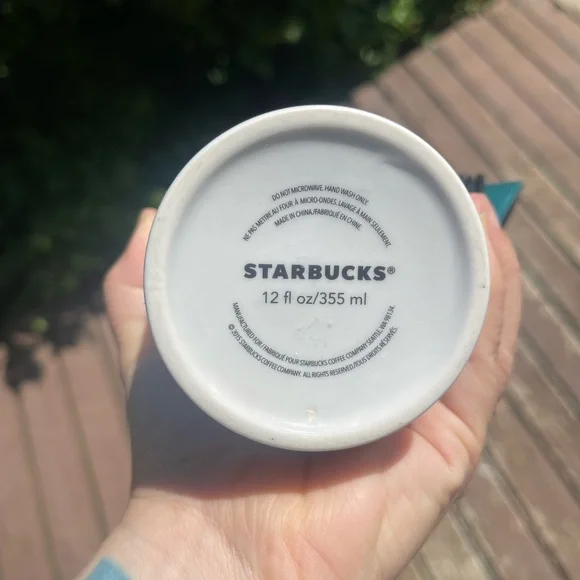 DO NOT MICROWAVE. HAND WASH ONLY.
NE PAS METTRE AU FOUR À MICRO-ONDES. LAVAGE À MAIN SEULEMENT.
MADE IN CHINA/FABRIQUÉ EN CHINE.
STARBUCKS®
12 fl oz/355 ml
MANUFACTURED FOR/FABRIQUÉ POUR STARBUCKS COFFEE COMPANY SEATTLE, WA 98134.
© 2015 STARBUCKS COFFEE COMPANY. ALL RIGHTS RESERVED./TOUS DROITS RÉSERVÉS.